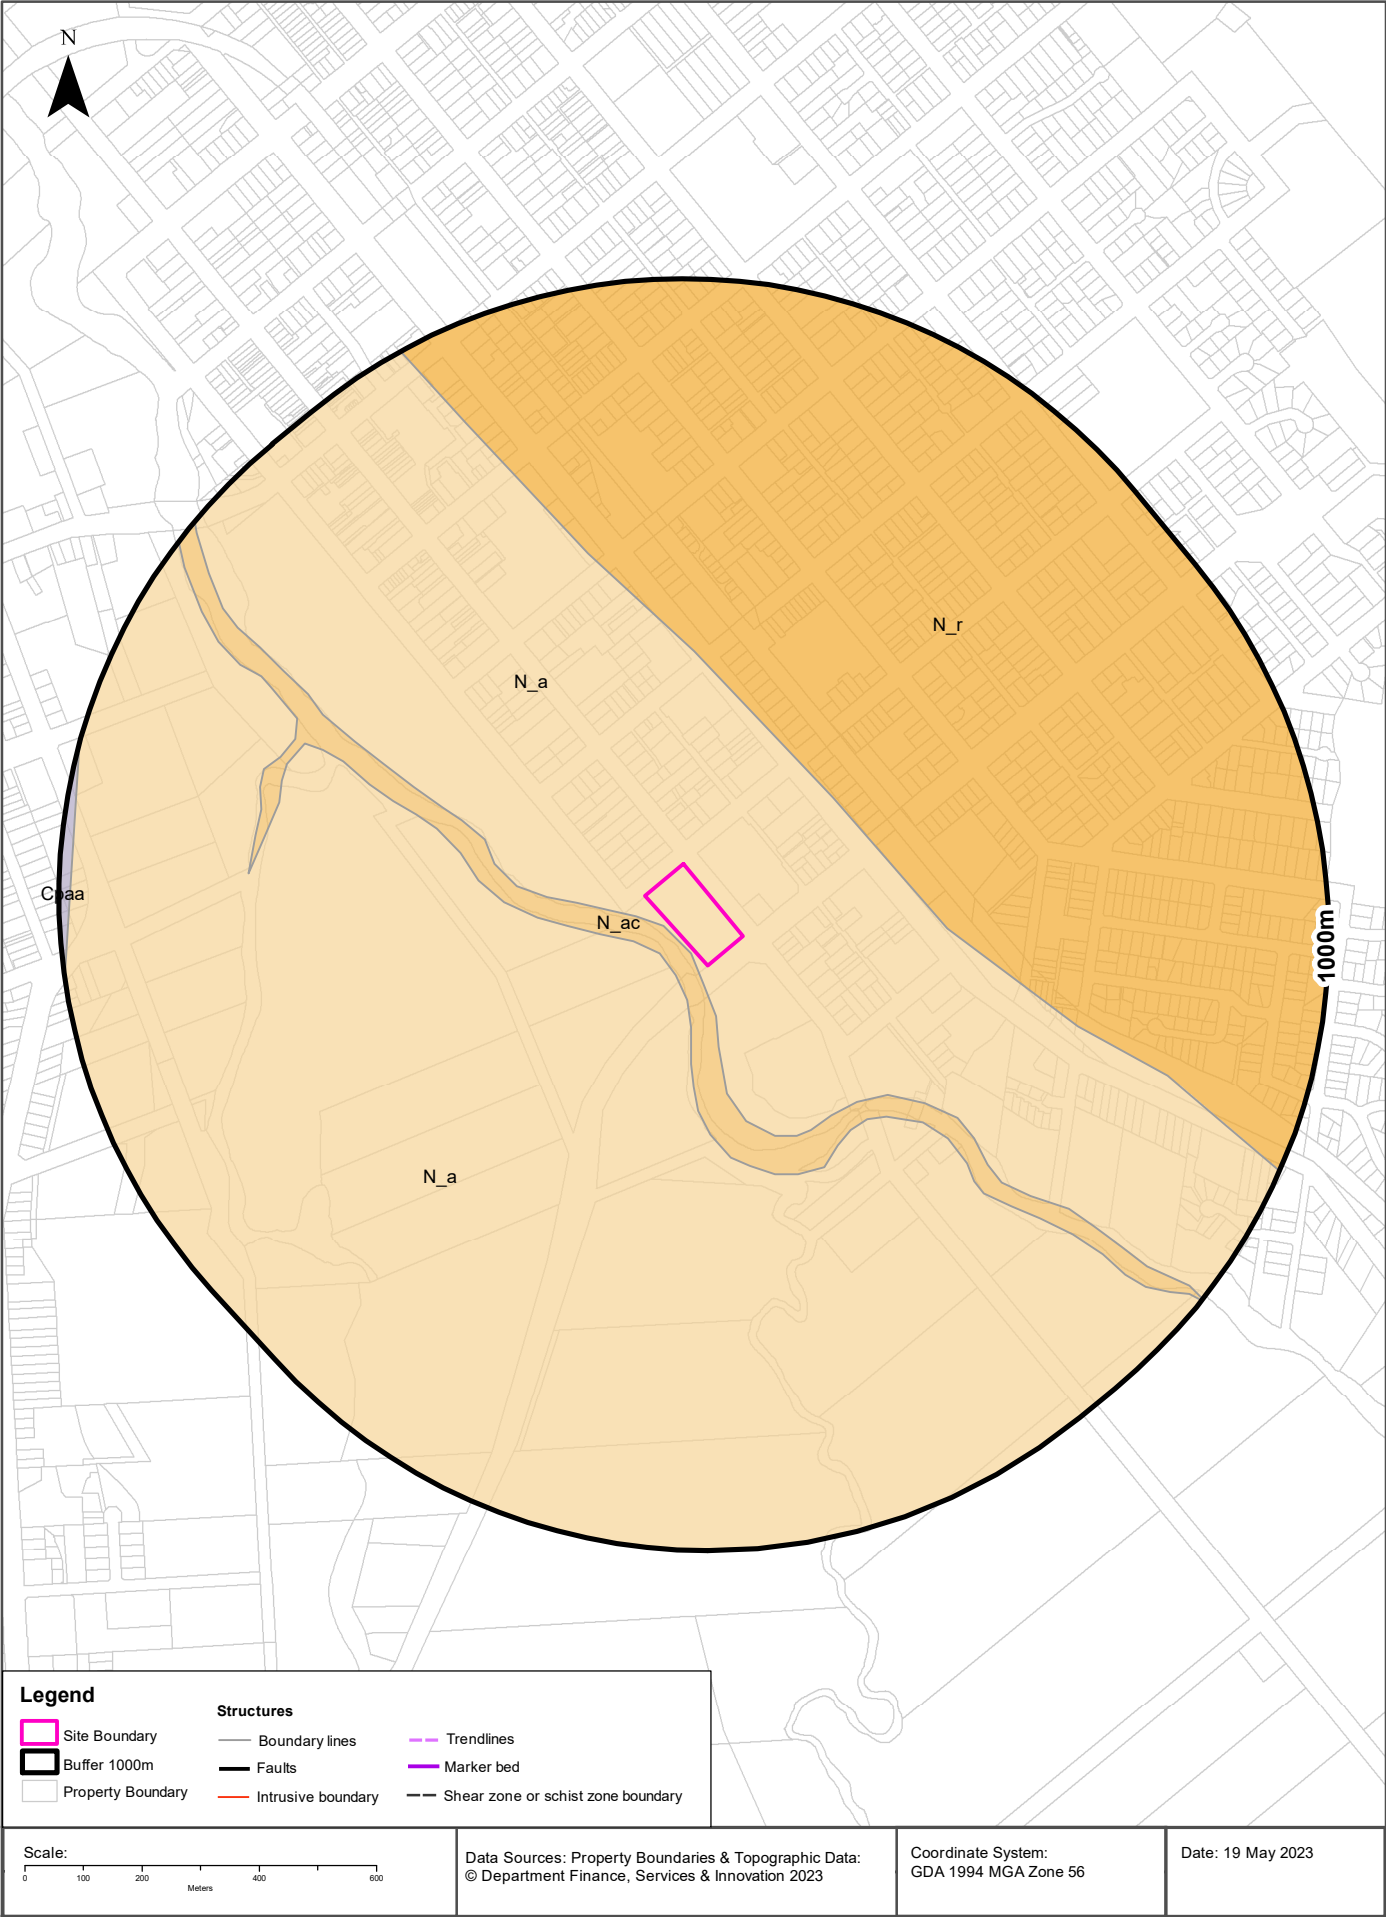 N
N_r
N_a
Cpaa
N_ac
1000m
N_a
Legend
Site Boundary
Buffer 1000m
Property Boundary
Structures
Boundary lines
Faults
Intrusive boundary
Trendlines
Marker bed
Shear zone or schist zone boundary
Scale:
0 100 200 400 600
Meters
Data Sources: Property Boundaries & Topographic Data:
© Department Finance, Services & Innovation 2023
Coordinate System:
GDA 1994 MGA Zone 56
Date: 19 May 2023